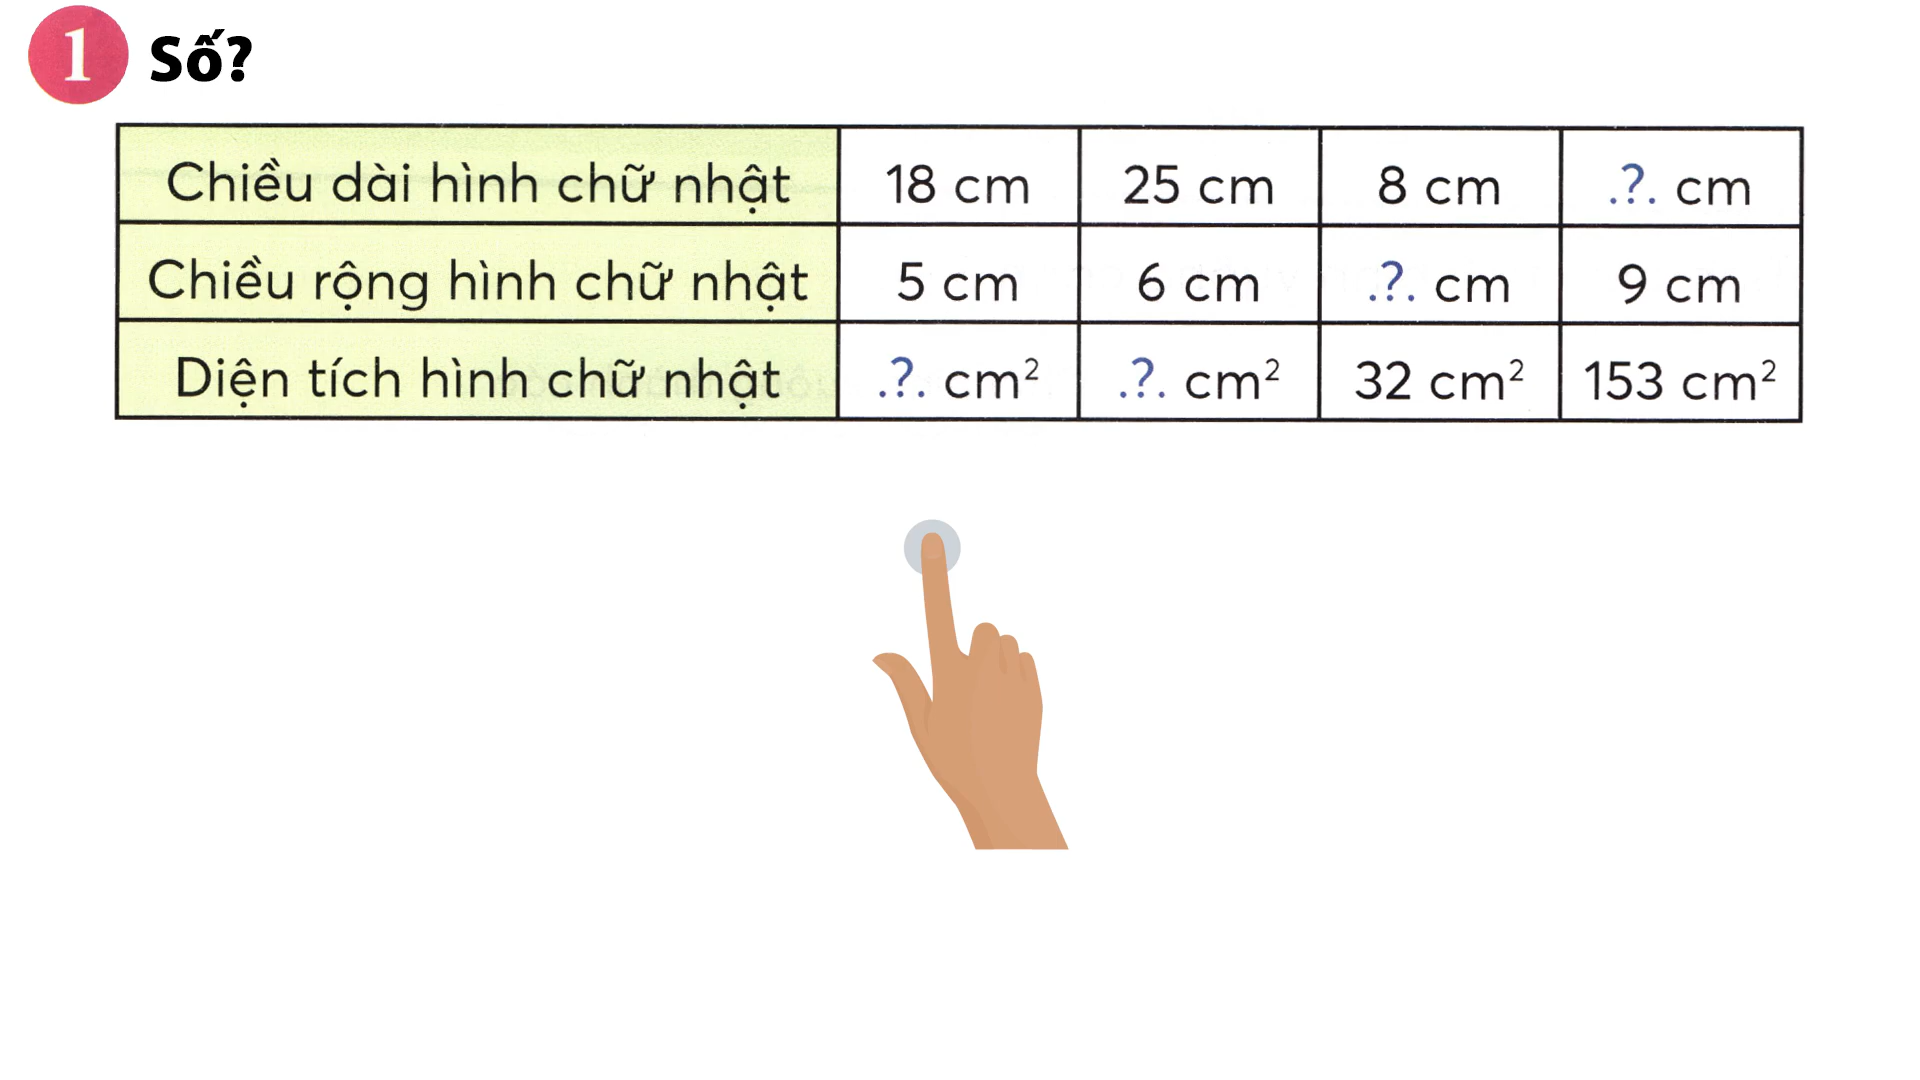 1 Số?
Chiều dài hình chữ nhật 18 cm 25 cm 8 cm .?. cm
Chiều rộng hình chữ nhật 5 cm 6 cm .?. cm 9 cm
Diện tích hình chữ nhật .?. cm² .?. cm² 32 cm² 153 cm²